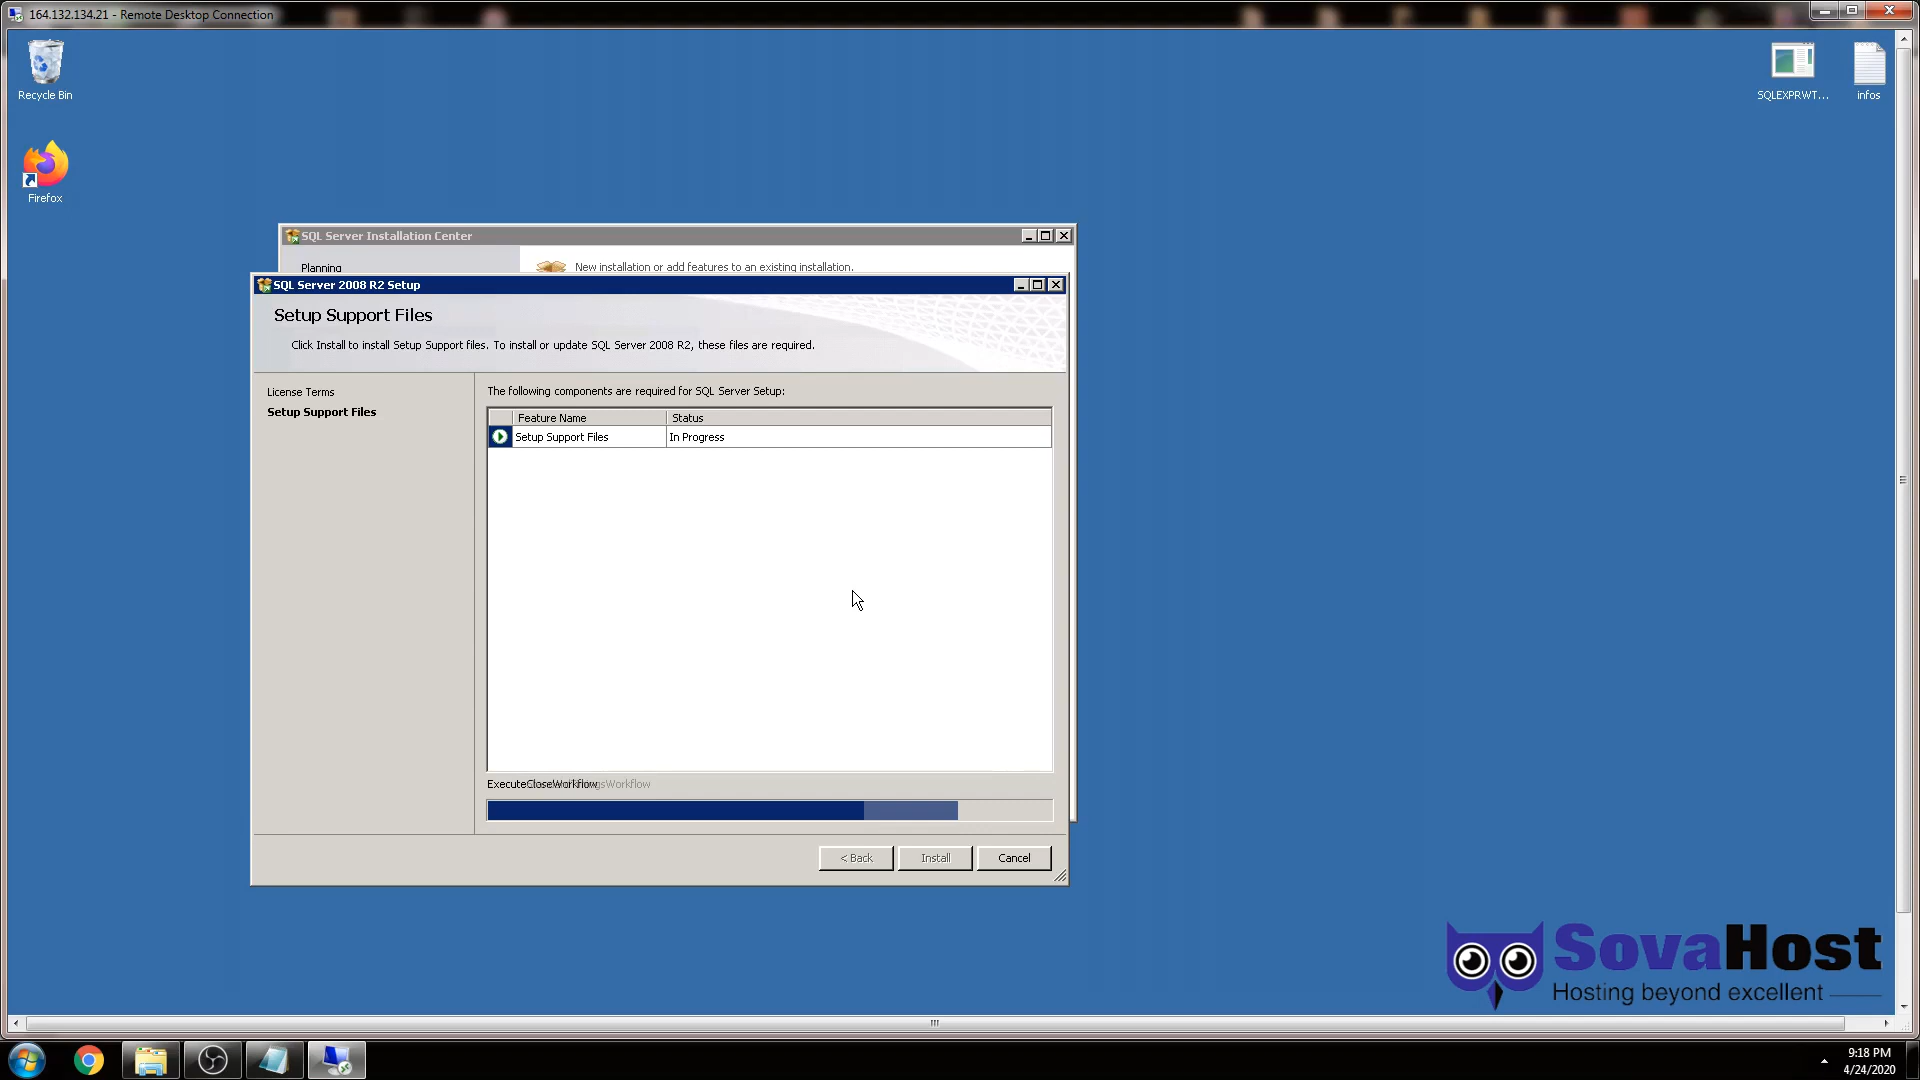 164.132.134.21 - Remote Desktop Connection
Recycle Bin
SQLEXPRWT...
infos
Firefox
SQL Server Installation Center
Planning
New installation or add features to an existing installation.
SQL Server 2008 R2 Setup
Setup Support Files
Click Install to install Setup Support files. To install or update SQL Server 2008 R2, these files are required.
License Terms
Setup Support Files
The following components are required for SQL Server Setup:
Feature Name
Status
Setup Support Files
In Progress
ExecuteCloseWorkflow
< Back
Install
Cancel
SovaHost
Hosting beyond excellent
9:18 PM
4/24/2020